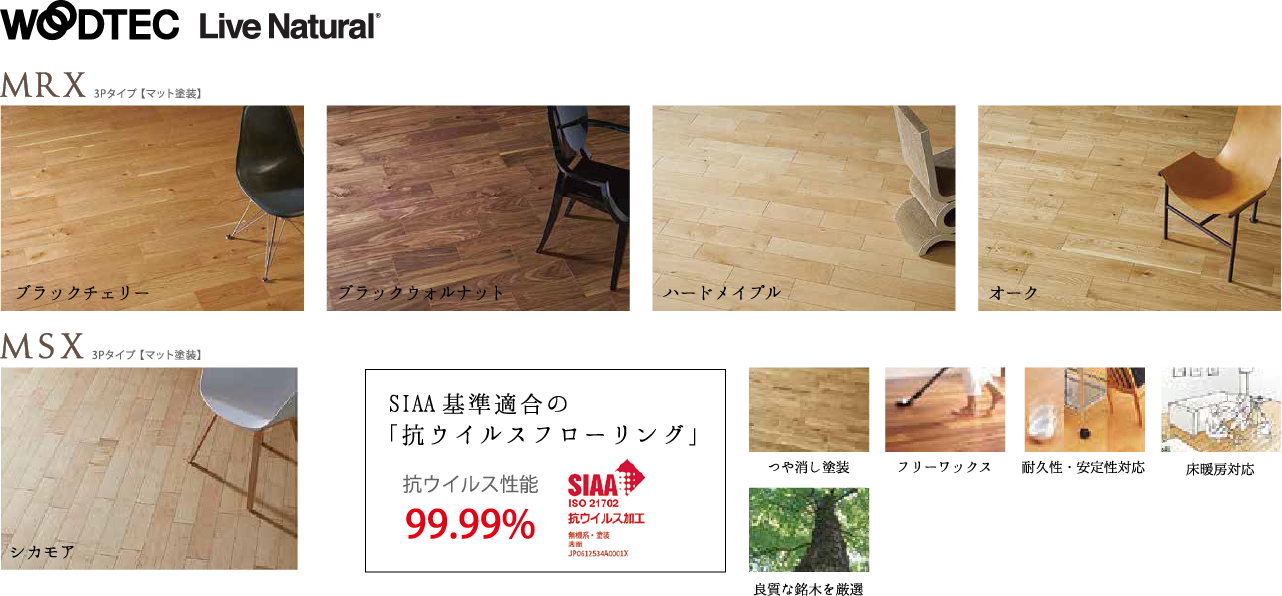 WOODTEC Live Natural®
MRX 3Pタイプ【マット塗装】
ブラックチェリー
ブラックウォルナット
ハードメイプル
オーク
MSX 3Pタイプ【マット塗装】
シカモア
SIAA 基準適合の
「抗ウイルスフローリング」
抗ウイルス性能
99.99%
SIAA
ISO 21702
抗ウイルス加工
無機系・塗装
表面
JP0612534A0001X
つや消し塗装
フリーワックス
耐久性・安定性対応
床暖房対応
良質な銘木を厳選